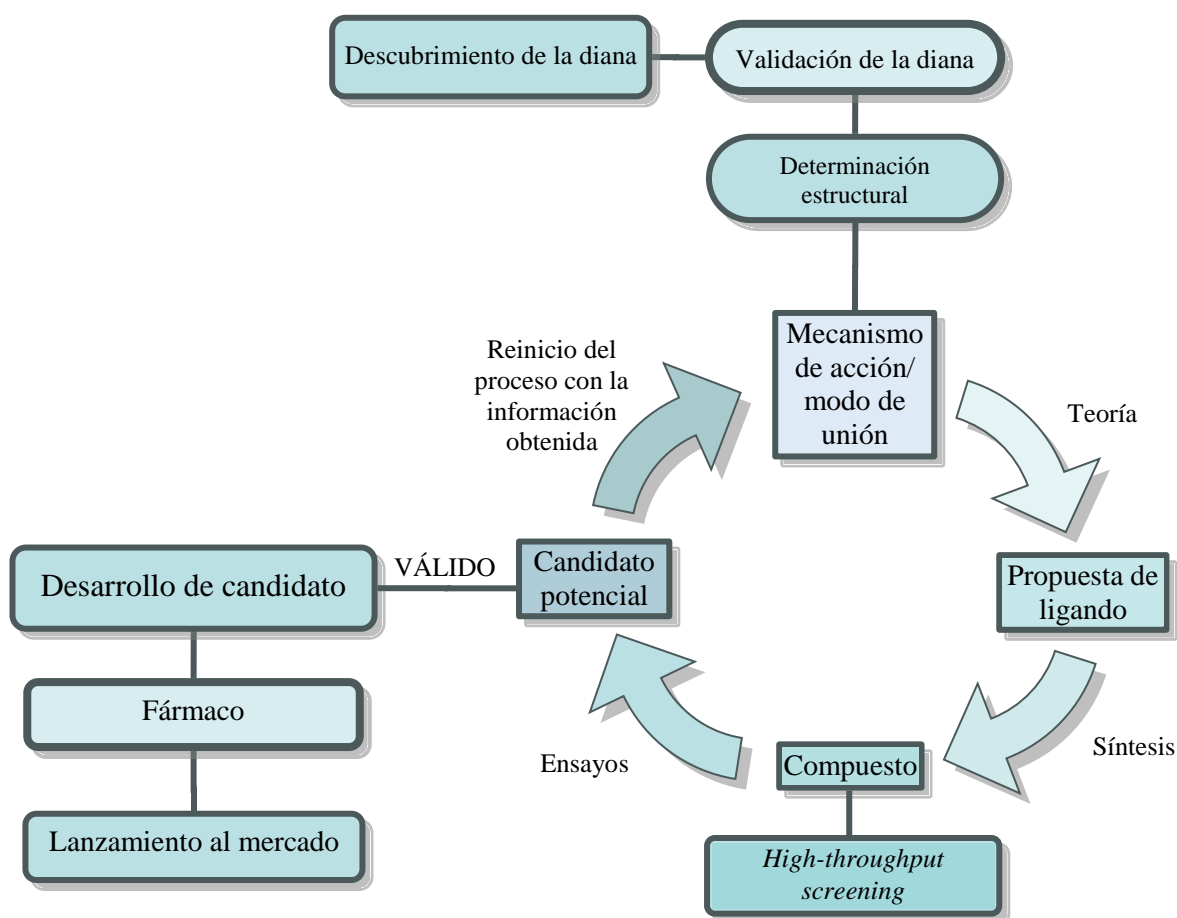 Descubrimiento de la diana
Validación de la diana
Determinación
estructural
Mecanismo
de acción/
modo de
unión
Reinicio del
proceso con la
información
obtenida
Teoría
Propuesta de
ligando
Síntesis
Compuesto
High-throughput
screening
Ensayos
Candidato
potencial
VÁLIDO
Desarrollo de candidato
Fármaco
Lanzamiento al mercado